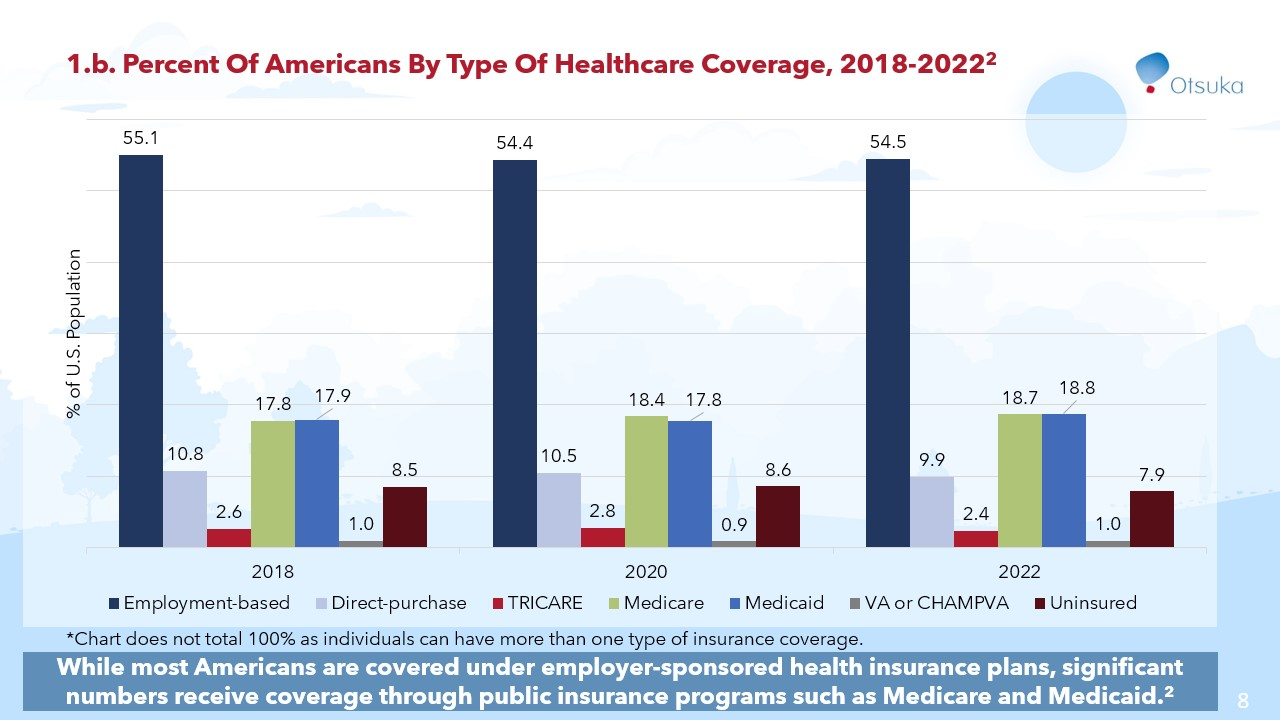 1.b. Percent Of Americans By Type Of Healthcare Coverage, 2018-2022²
Otsuka
% of U.S. Population
55.1
10.8
2.6
17.8
17.9
1.0
8.5
54.4
10.5
2.8
18.4
17.8
0.9
8.6
54.5
9.9
2.4
18.7
18.8
1.0
7.9
2018
2020
2022
Employment-based
Direct-purchase
TRICARE
Medicare
Medicaid
VA or CHAMPVA
Uninsured
*Chart does not total 100% as individuals can have more than one type of insurance coverage.
While most Americans are covered under employer-sponsored health insurance plans, significant
numbers receive coverage through public insurance programs such as Medicare and Medicaid.²
8